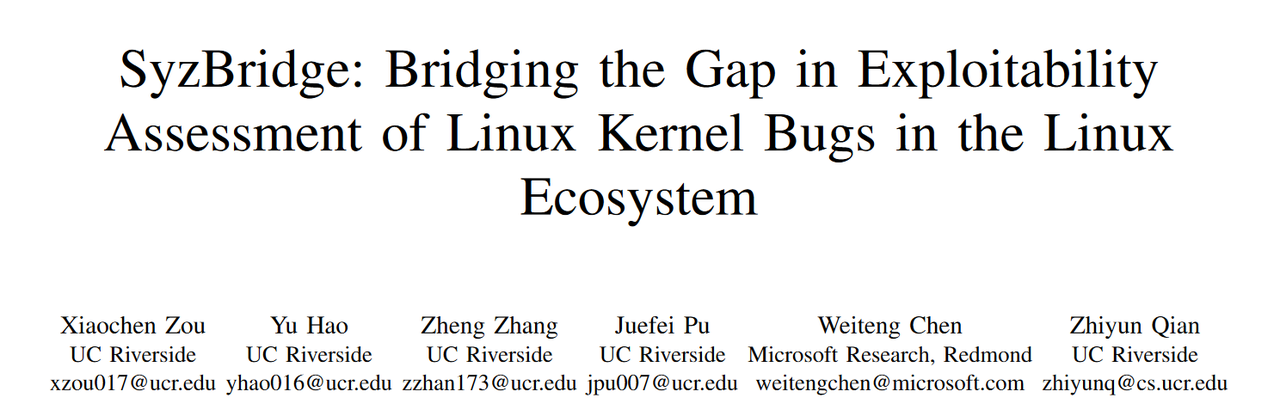 SyzBridge: Bridging the Gap in Exploitability
Assessment of Linux Kernel Bugs in the Linux
Ecosystem
Xiaochen Zou Yu Hao Zheng Zhang Juefei Pu Weiteng Chen Zhiyun Qian
UC Riverside UC Riverside UC Riverside UC Riverside Microsoft Research, Redmond UC Riverside
xzou017@ucr.edu yhao016@ucr.edu zzhan173@ucr.edu jpu007@ucr.edu weitengchen@microsoft.com zhiyunq@cs.ucr.edu